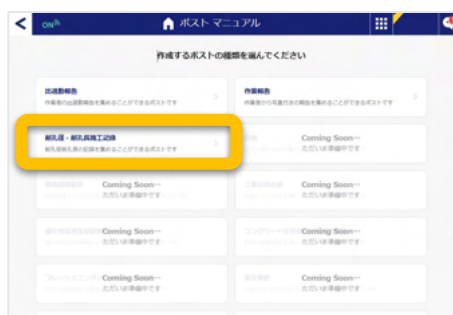 ON
ポスト マニュアル
作成するポストの種類を選んでください
出退勤報告
作業者の出退勤報告を集めることができるポストです
作業報告
作業者から写真付きの報告を集めることができるポストです
削孔径・削孔長施工記録
削孔径削孔長の記録を集めることができるポストです
Coming Soon…
ただいま準備中です
Coming Soon…
ただいま準備中です
Coming Soon…
ただいま準備中です
Coming Soon…
ただいま準備中です
Coming Soon…
ただいま準備中です
Coming Soon…
ただいま準備中です
Coming Soon…
ただいま準備中です